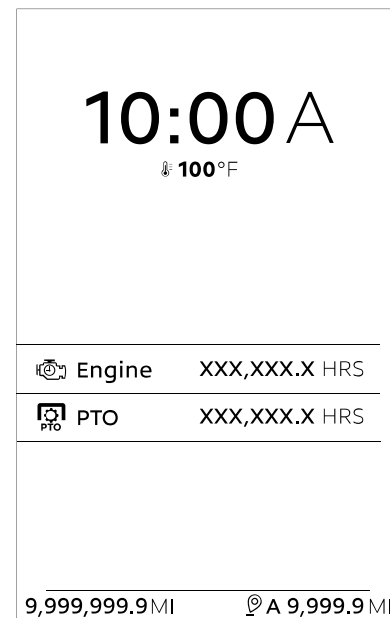 10:00 A
100°F
Engine XXX,XXX.X HRS
PTO PTO XXX,XXX.X HRS
9,999,999.9 MI A 9,999.9 MI